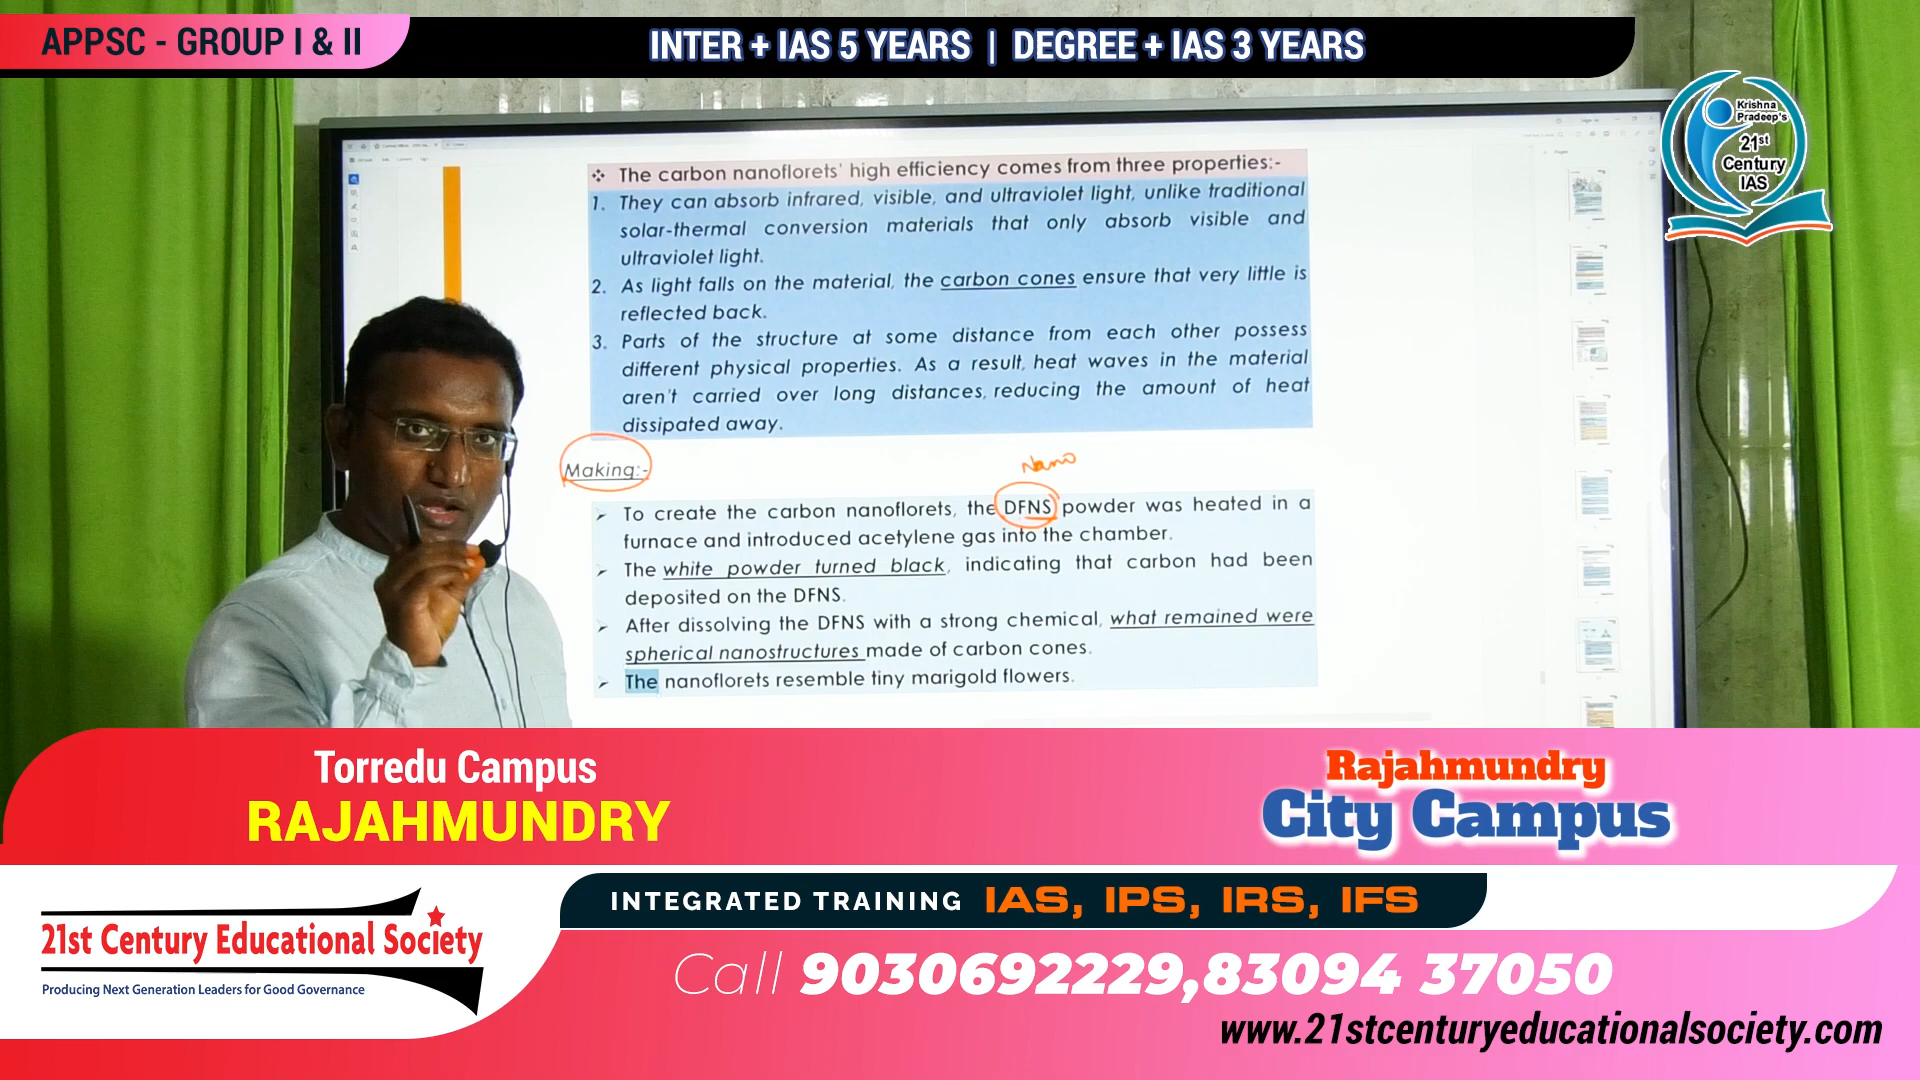 APPSC - GROUP I & II
INTER + IAS 5 YEARS | DEGREE + IAS 3 YEARS
Krishna
Pradeep's
21st
Century
IAS
❖ The carbon nanoflorets' high efficiency comes from three properties:-
1. They can absorb infrared, visible, and ultraviolet light, unlike traditional
solar-thermal conversion materials that only absorb visible and
ultraviolet light.
2. As light falls on the material, the carbon cones ensure that very little is
reflected back.
3. Parts of the structure at some distance from each other possess
different physical properties. As a result, heat waves in the material
aren't carried over long distances, reducing the amount of heat
dissipated away.
Making:-
Nano
➢ To create the carbon nanoflorets, the DFNS powder was heated in a
furnace and introduced acetylene gas into the chamber.
➢ The white powder turned black, indicating that carbon had been
deposited on the DFNS.
➢ After dissolving the DFNS with a strong chemical, what remained were
spherical nanostructures made of carbon cones.
➢ The nanoflorets resemble tiny marigold flowers.
Torredu Campus
RAJAHMUNDRY
Rajahmundry
City Campus
21st Century Educational Society
Producing Next Generation Leaders for Good Governance
INTEGRATED TRAINING IAS, IPS, IRS, IFS
Call 9030692229,83094 37050
www.21stcenturyeducationalsociety.com